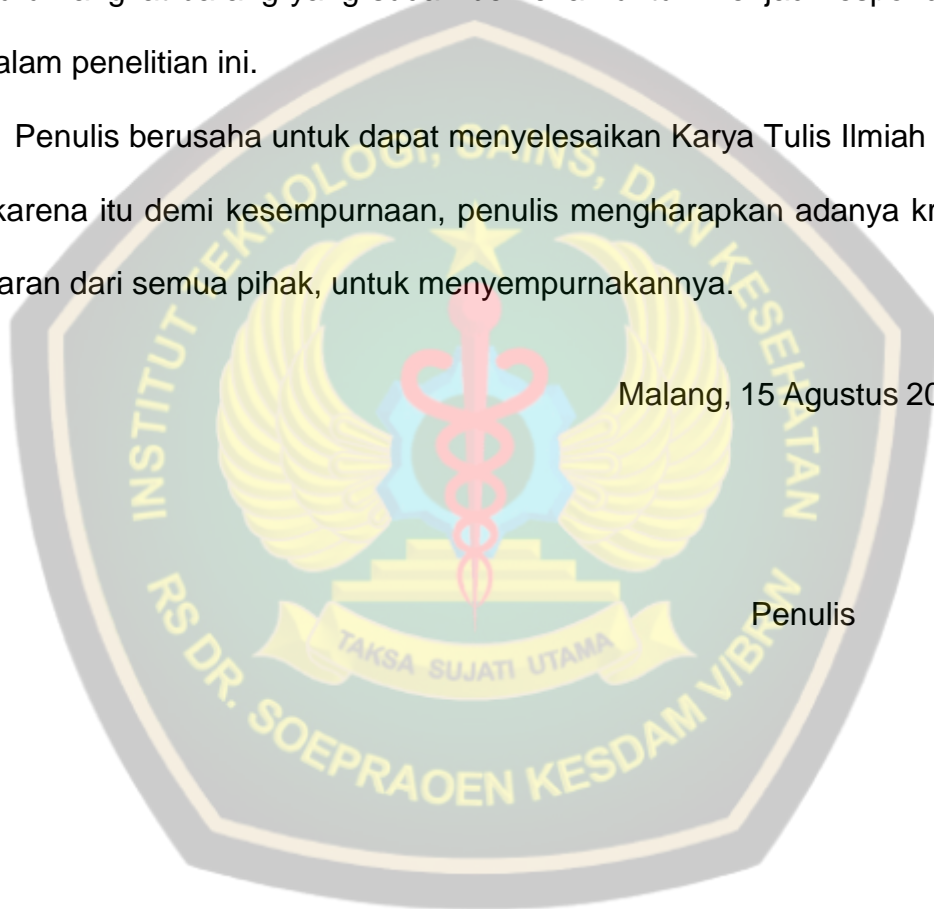 alam penelitian ini.
Penulis berusaha untuk dapat menyelesaikan Karya Tulis Ilmiah
karena itu demi kesempurnaan, penulis mengharapkan adanya kr
aran dari semua pihak, untuk menyempurnakannya.
Malang, 15 Agustus 20
Penulis
INSTITUT TEKNOLOGI, SAINS, DAN KESEHATAN
TAKSA SUJATI UTAMA
RS DR. SOEPRAOEN KESDAM V/BRW